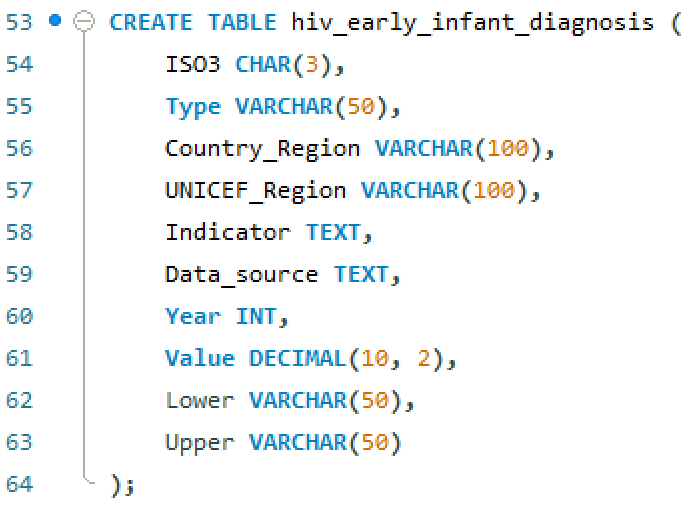 53 CREATE TABLE hiv_early_infant_diagnosis (
54 ISO3 CHAR(3),
55 Type VARCHAR(50),
56 Country_Region VARCHAR(100),
57 UNICEF_Region VARCHAR(100),
58 Indicator TEXT,
59 Data_source TEXT,
60 Year INT,
61 Value DECIMAL(10, 2),
62 Lower VARCHAR(50),
63 Upper VARCHAR(50)
64 );